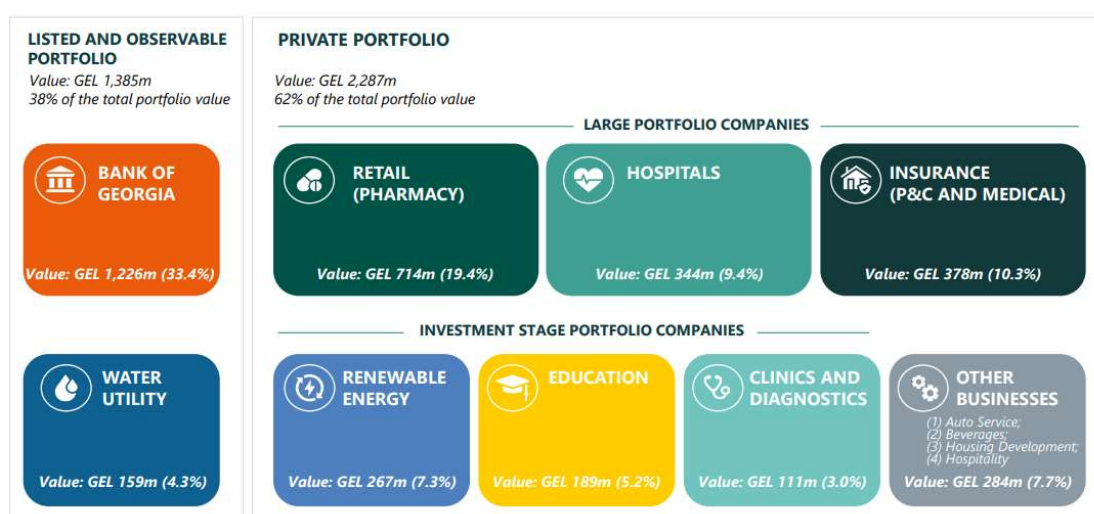 LISTED AND OBSERVABLE
PORTFOLIO
Value: GEL 1,385m
38% of the total portfolio value
PRIVATE PORTFOLIO
Value: GEL 2,287m
62% of the total portfolio value
LARGE PORTFOLIO COMPANIES
BANK OF
GEORGIA
Value: GEL 1,226m (33.4%)
RETAIL
(PHARMACY)
Value: GEL 714m (19.4%)
HOSPITALS
Value: GEL 344m (9.4%)
INSURANCE
(P&C AND MEDICAL)
Value: GEL 378m (10.3%)
INVESTMENT STAGE PORTFOLIO COMPANIES
WATER
UTILITY
Value: GEL 159m (4.3%)
RENEWABLE
ENERGY
Value: GEL 267m (7.3%)
EDUCATION
Value: GEL 189m (5.2%)
CLINICS AND
DIAGNOSTICS
Value: GEL 111m (3.0%)
OTHER
BUSINESSES
(1) Auto Service;
(2) Beverages;
(3) Housing Development;
(4) Hospitality
Value: GEL 284m (7.7%)